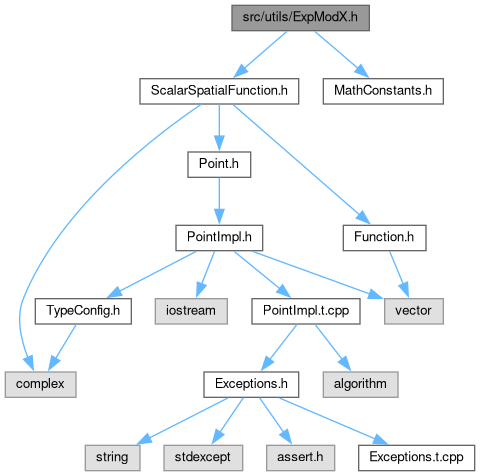 src/utils/ExpModX.h
ScalarSpatialFunction.h
MathConstants.h
Point.h
PointImpl.h
Function.h
TypeConfig.h
iostream
PointImpl.t.cpp
vector
complex
Exceptions.h
algorithm
string
stdexcept
assert.h
Exceptions.t.cpp